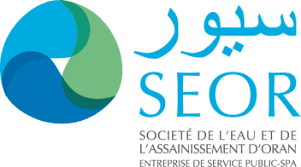 سيور
SEOR
SOCIETÉ DE L'EAU ET DE
L'ASSAINISSEMENT D'ORAN
ENTREPRISE DE SERVICE PUBLIC-SPA